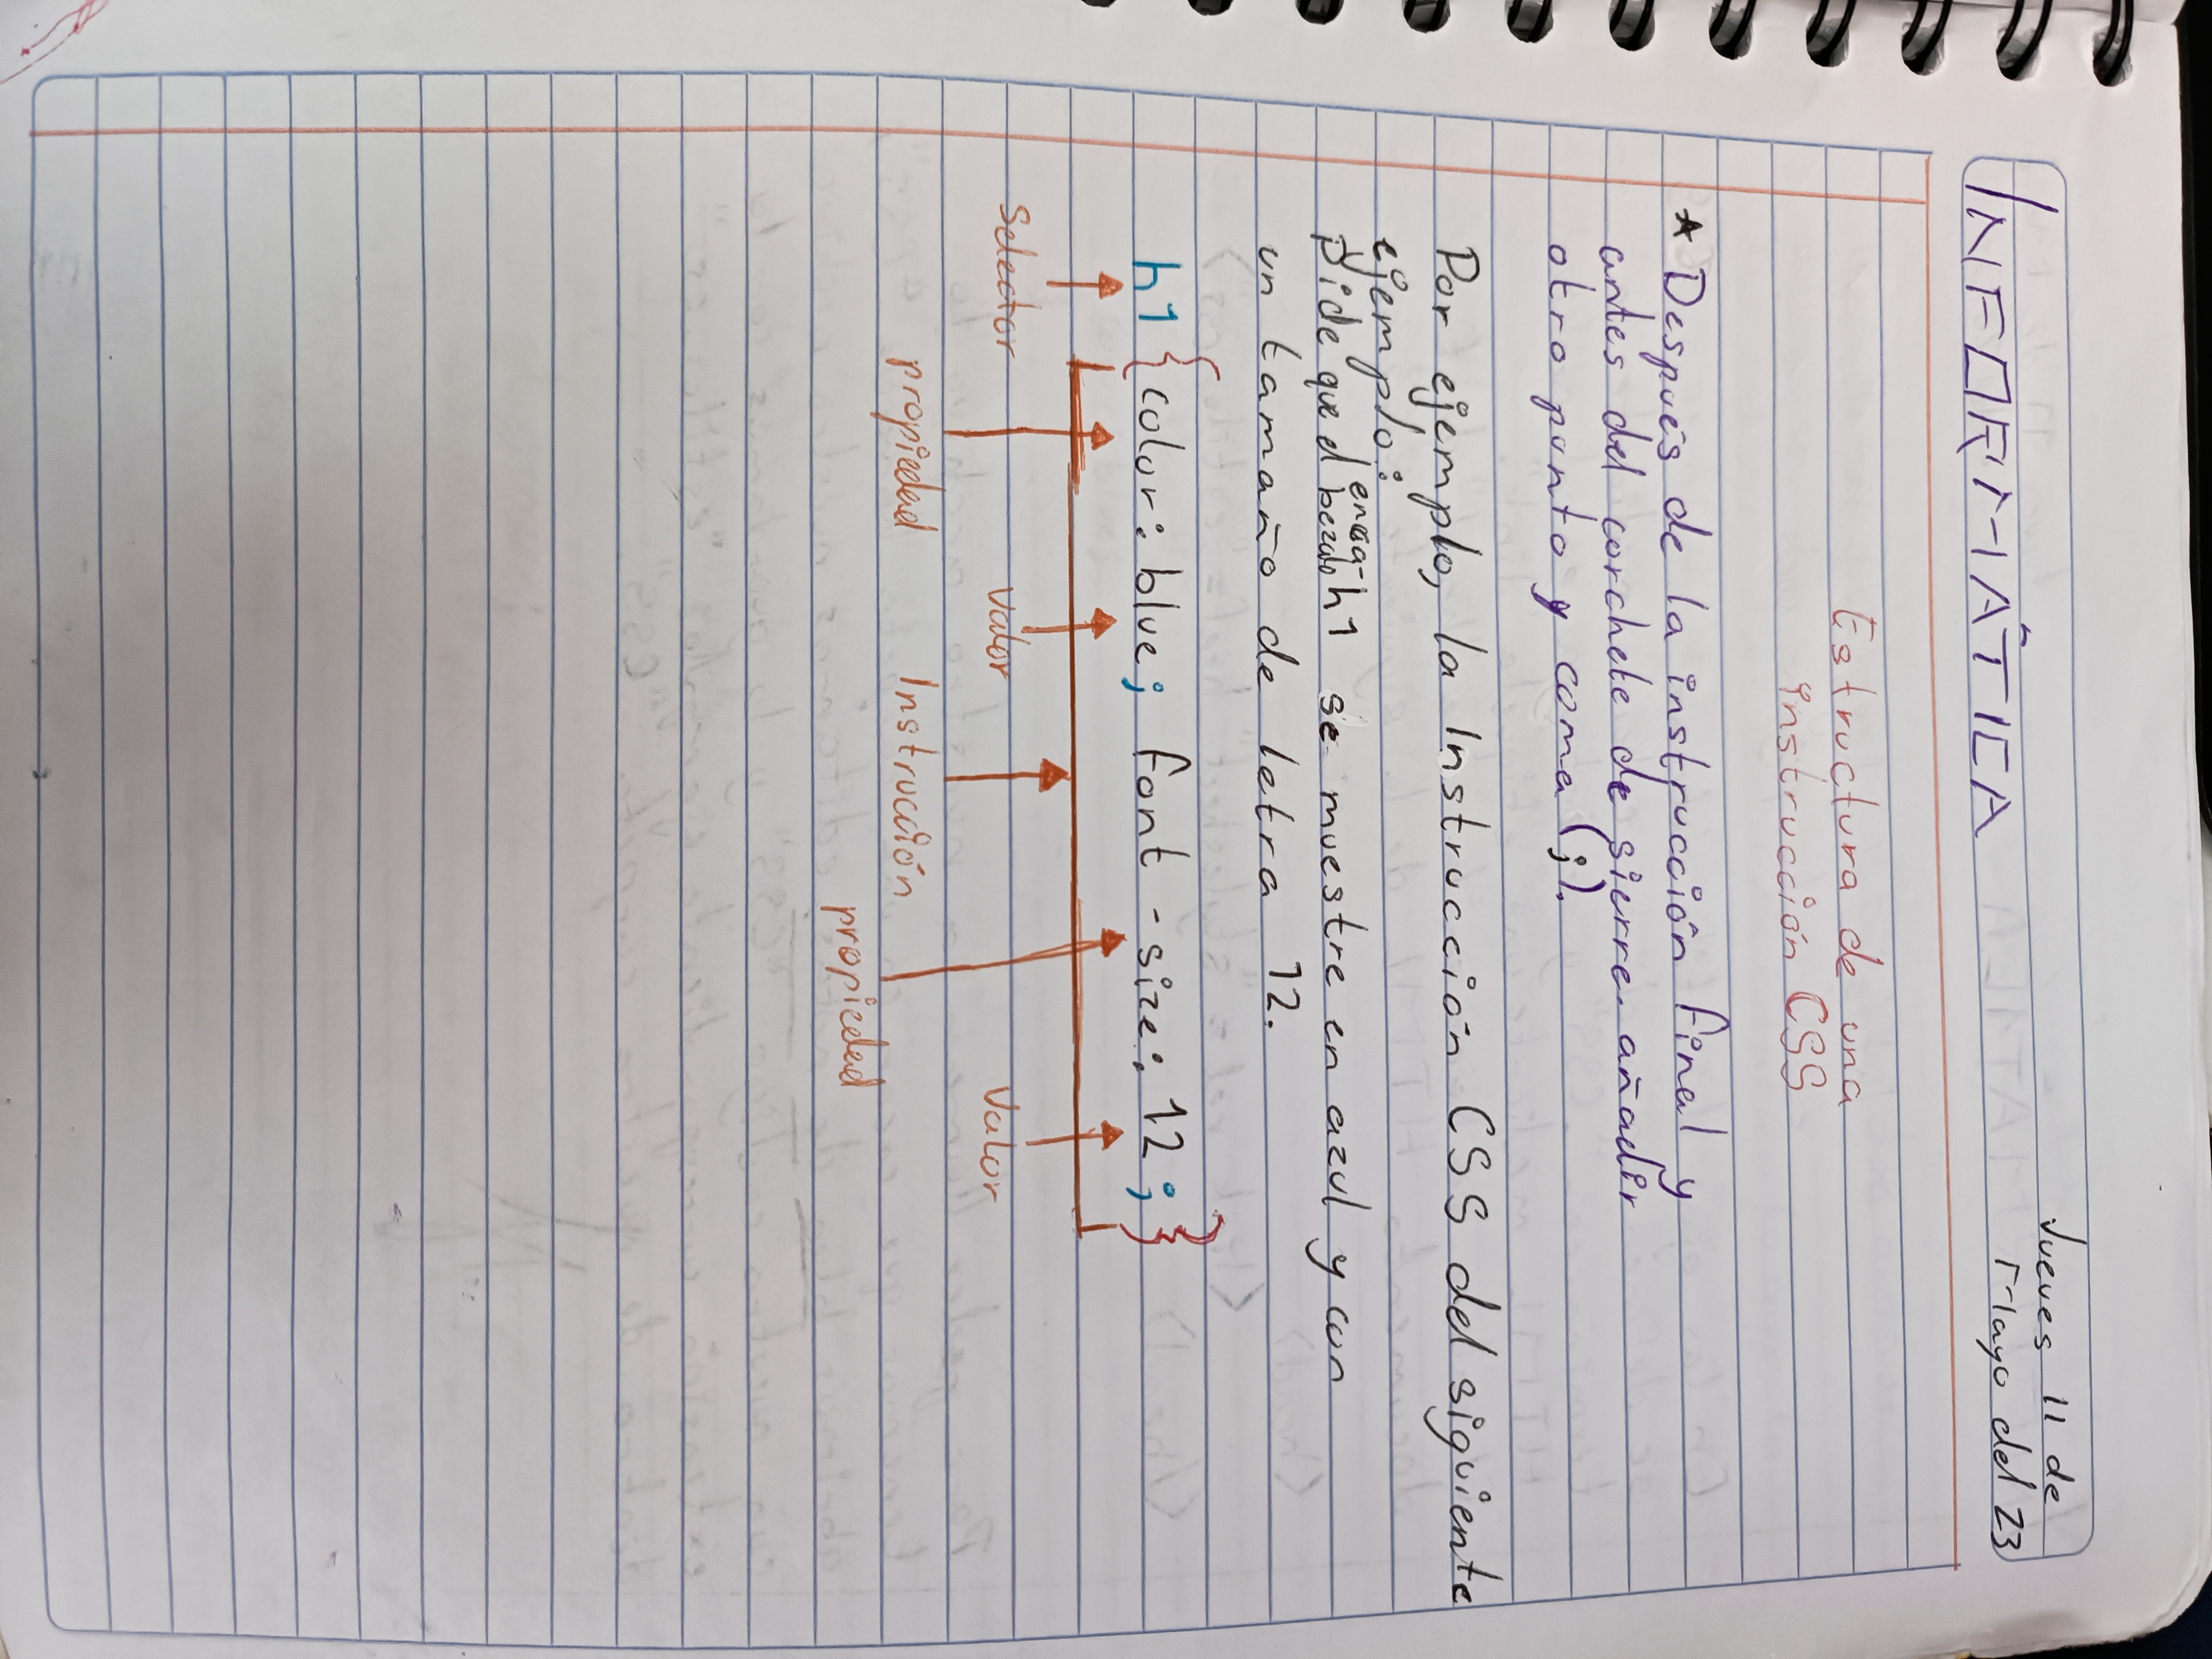 INFORMÁTICA
Jueves 11 de
Mayo del 23
Estructura de una
instrucción CSS
* Después de la instrucción final y
antes del corchete de sierre añadir
otro punto y coma (;).
Por ejemplo, la Instrucción CSS del siguiente
ejemplo:
pide que el encabezado h1 se muestre en azul y con
un tamaño de letra 12.
h1 {color: blue; font-size: 12;}
Selector Valor Valor
propiedad Instrucción
propiedad